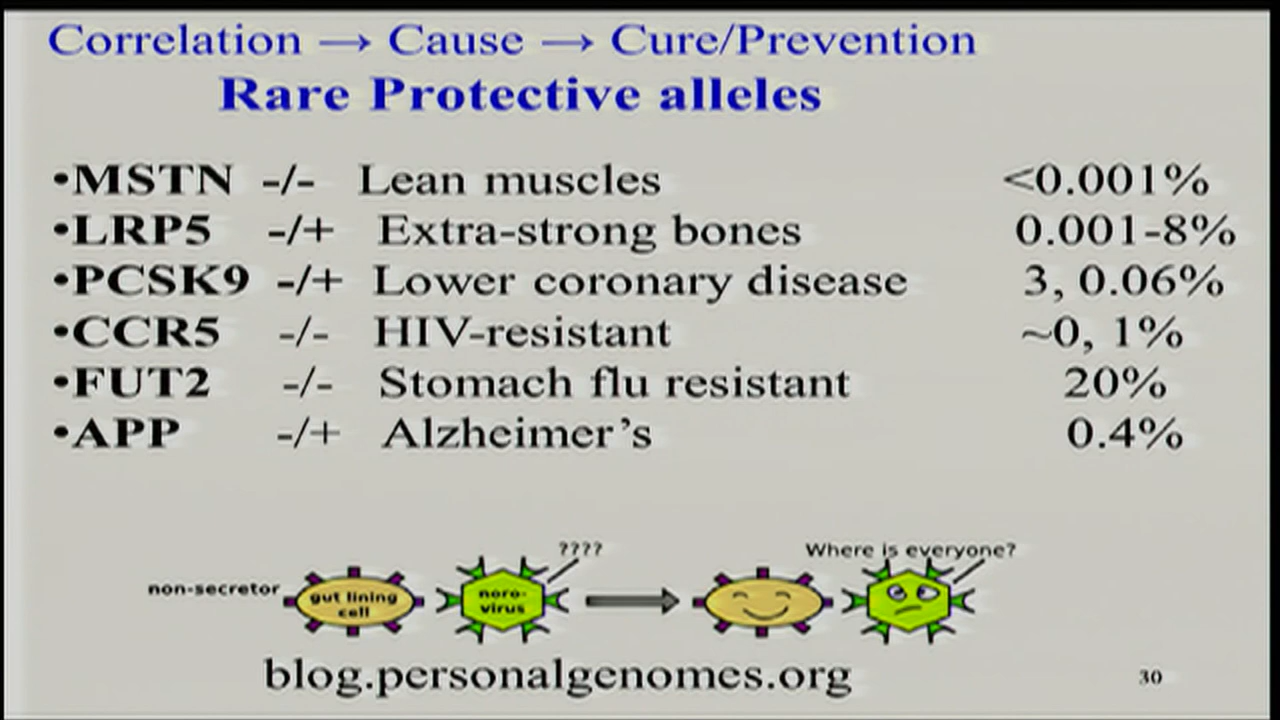 Correlation → Cause → Cure/Prevention
Rare Protective alleles
•MSTN -/- Lean muscles <0.001%
•LRP5 -/+ Extra-strong bones 0.001-8%
•PCSK9 -/+ Lower coronary disease 3, 0.06%
•CCR5 -/- HIV-resistant ~0, 1%
•FUT2 -/- Stomach flu resistant 20%
•APP -/+ Alzheimer's 0.4%
???? Where is everyone?
non-secretor gut lining cell noro-virus
blog.personalgenomes.org
30